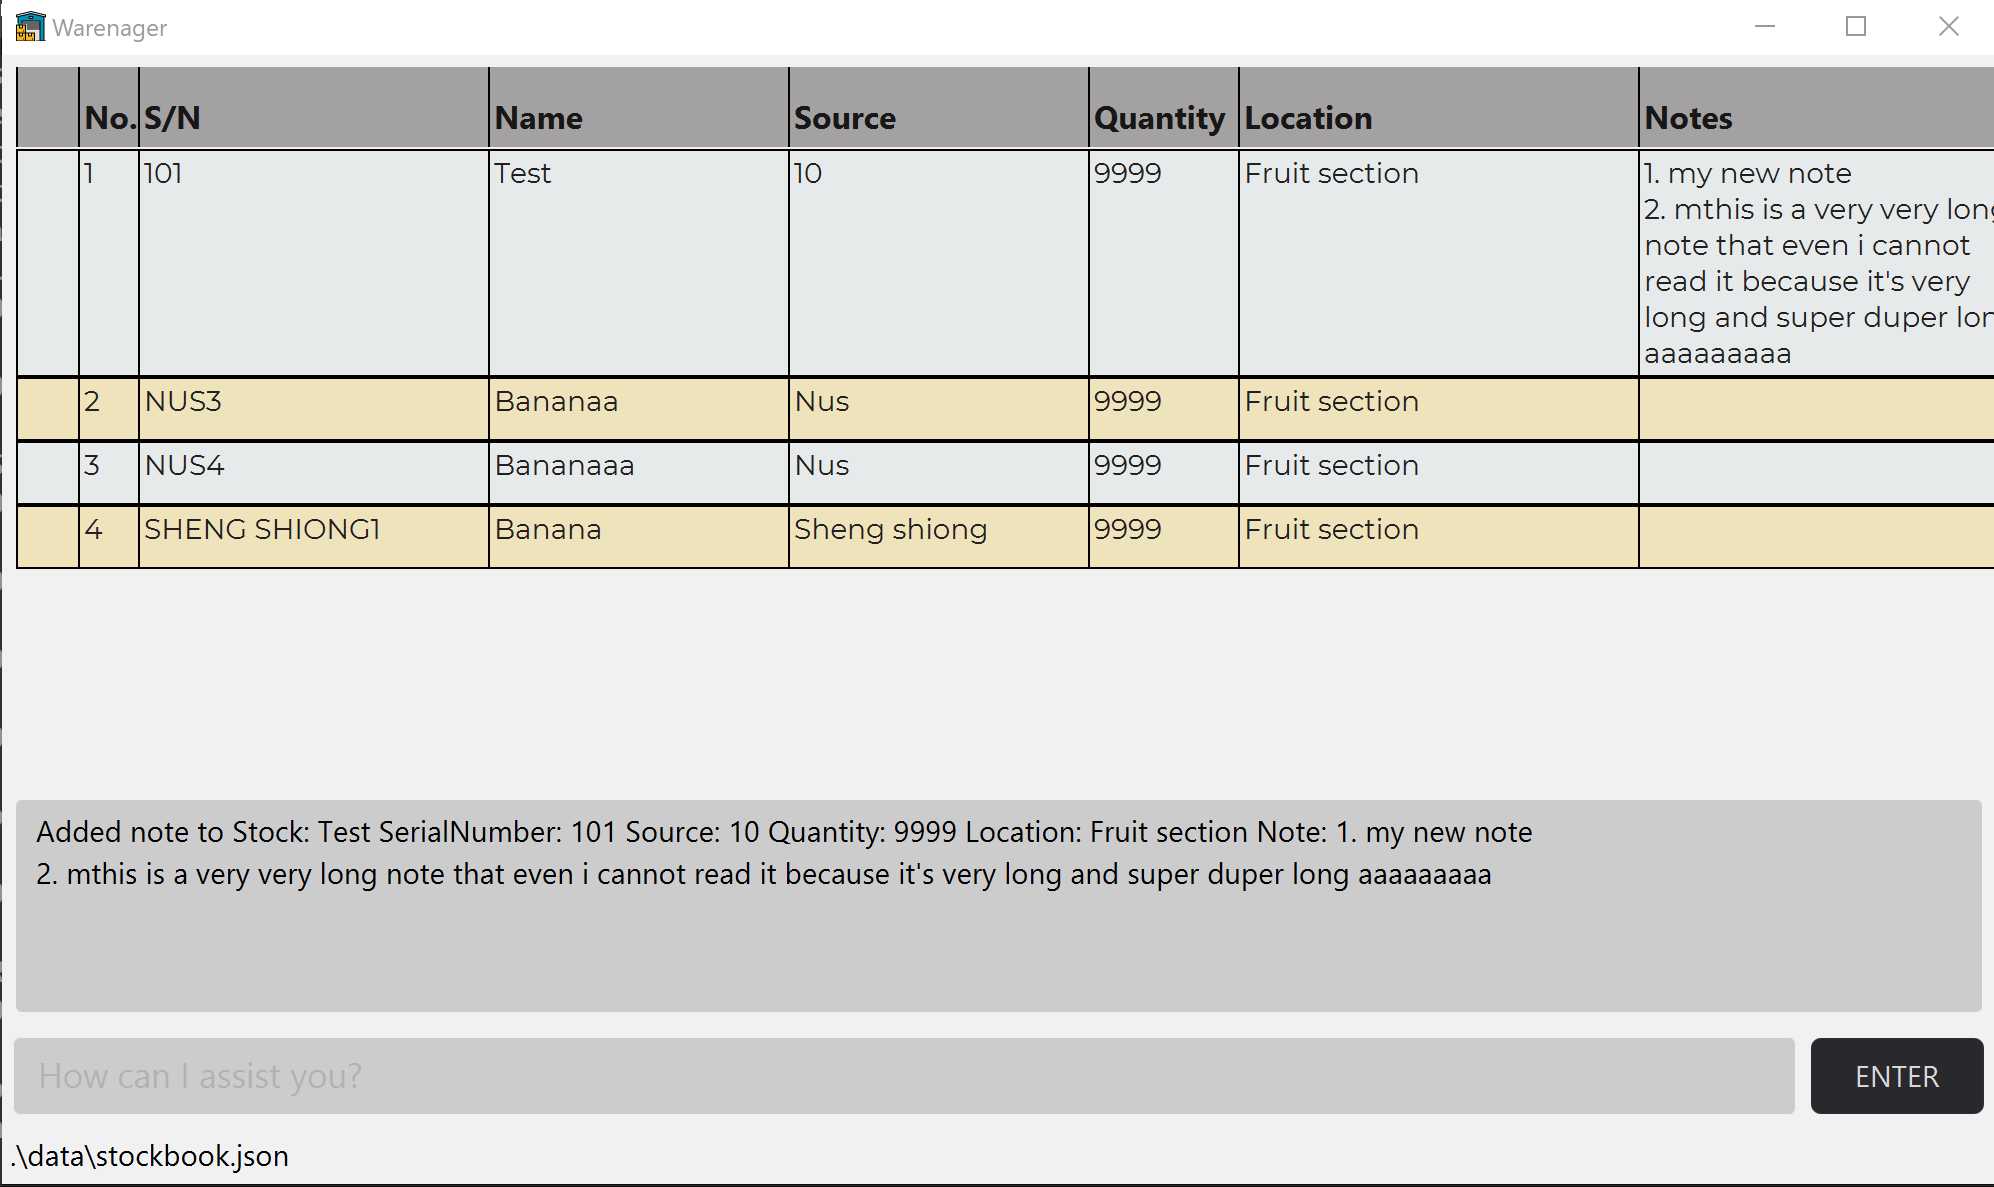 Warenager
No. S/N Name Source Quantity Location Notes
1 101 Test 10 9999 Fruit section 1. my new note
2. mthis is a very very long
note that even i cannot
read it because it's very
long and super duper lon
aaaaaaaaa
2 NUS3 Bananaa Nus 9999 Fruit section
3 NUS4 Bananaaa Nus 9999 Fruit section
4 SHENG SHIONG1 Banana Sheng shiong 9999 Fruit section
Added note to Stock: Test SerialNumber: 101 Source: 10 Quantity: 9999 Location: Fruit section Note: 1. my new note
2. mthis is a very very long note that even i cannot read it because it's very long and super duper long aaaaaaaaa
How can I assist you?
ENTER
.\data\stockbook.json